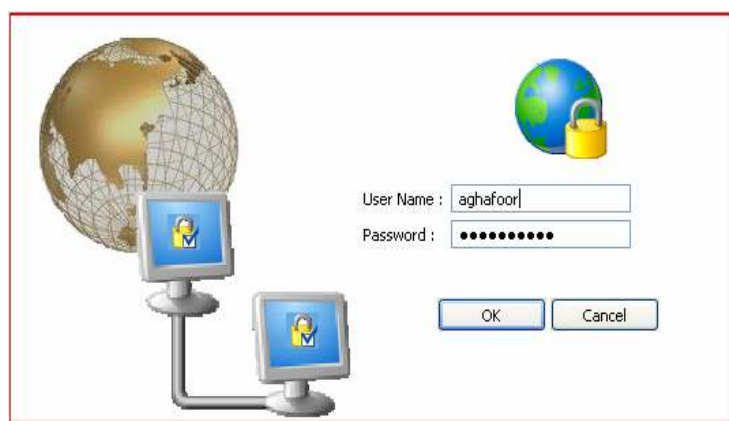 User Name : aghafoor
Password : ●●●●●●●●●●
OK Cancel